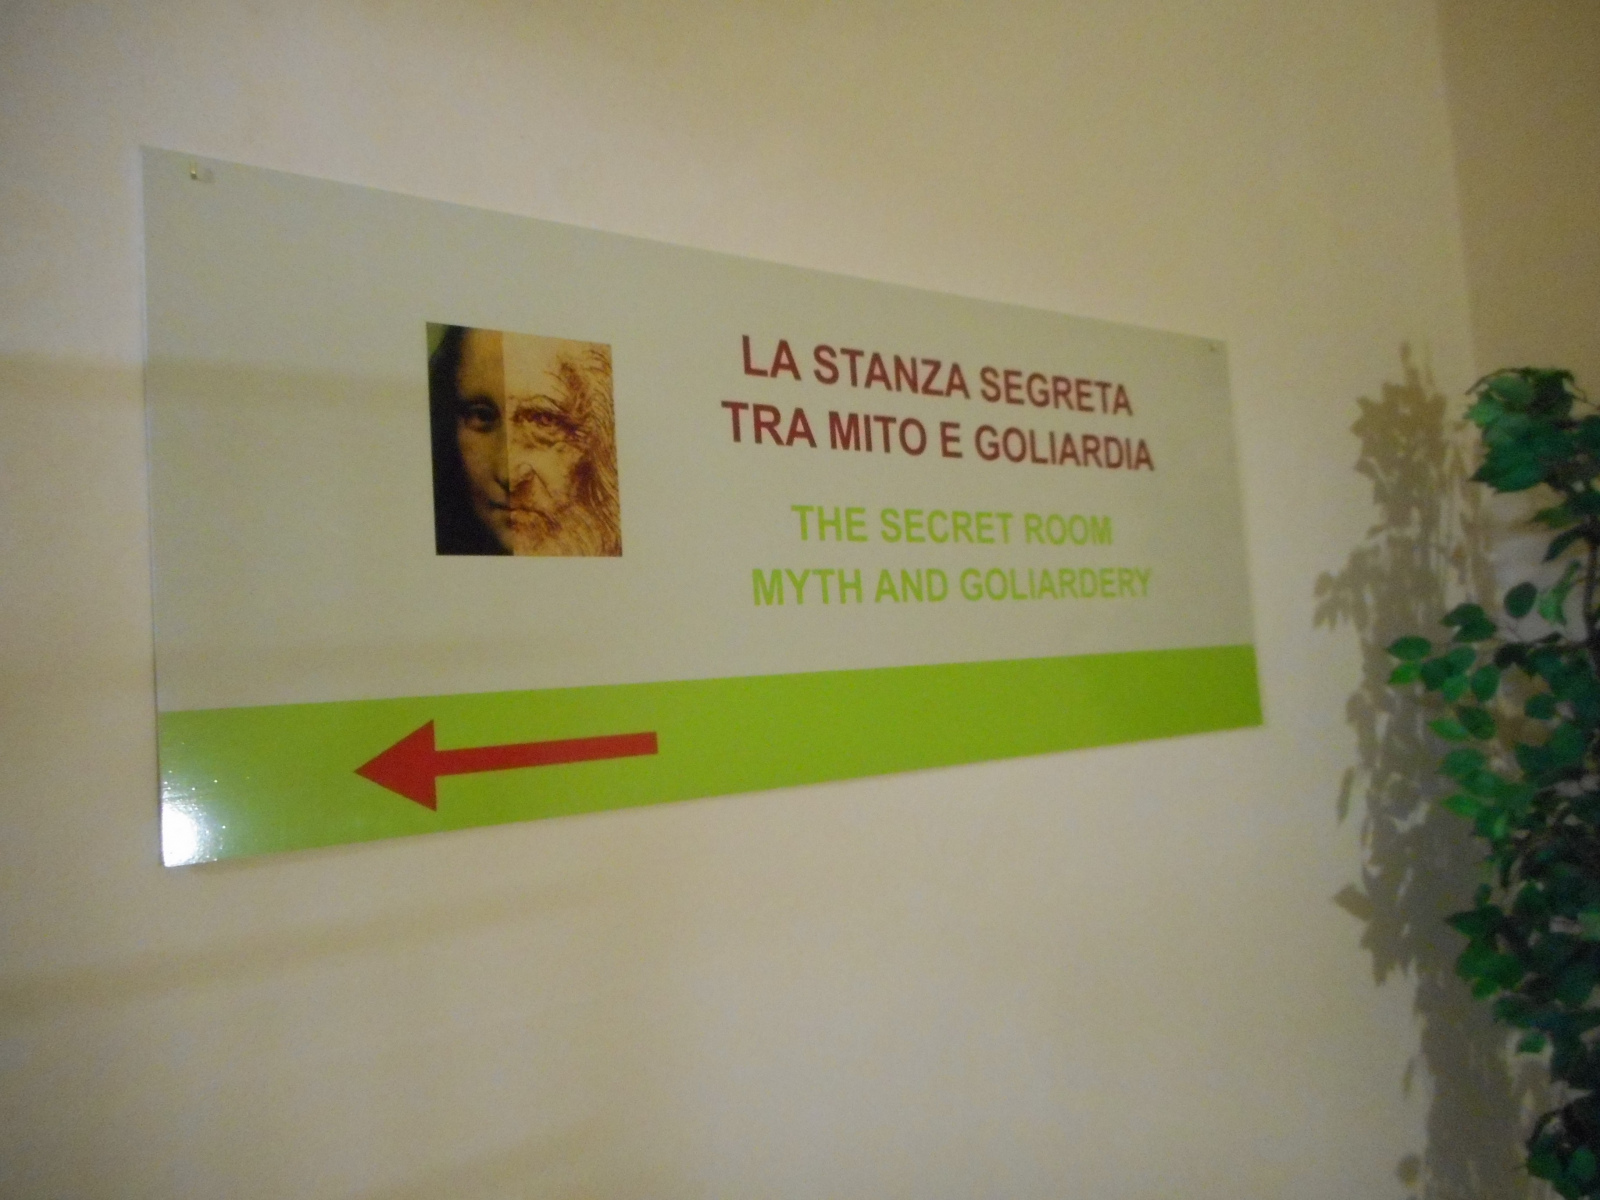 LA STANZA SEGRETA
TRA MITO E GOLIARDIA
THE SECRET ROOM
MYTH AND GOLIARDERY